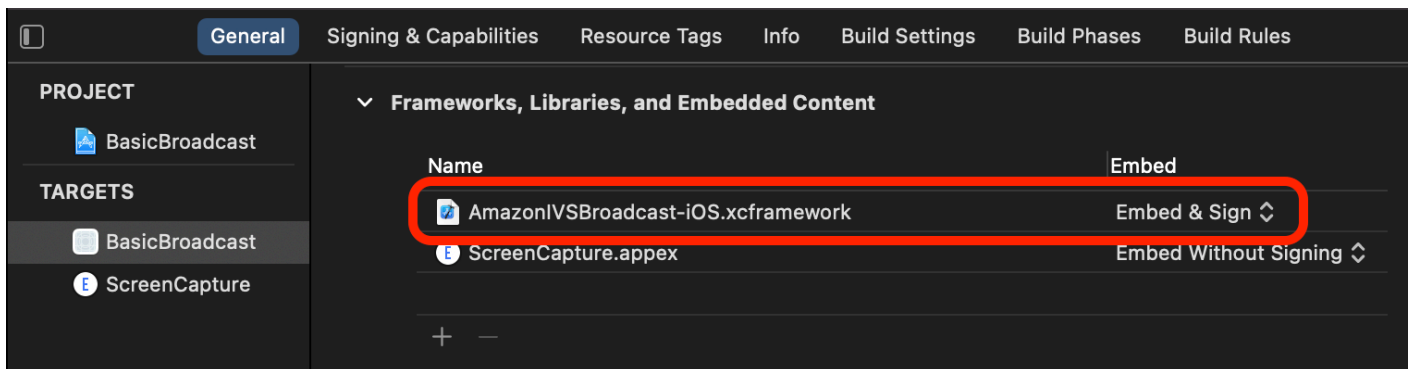 General Signing & Capabilities Resource Tags Info Build Settings Build Phases Build Rules
PROJECT
BasicBroadcast
TARGETS
BasicBroadcast
E ScreenCapture
Frameworks, Libraries, and Embedded Content
Name Embed
AmazonIVSBroadcast-iOS.xcframework Embed & Sign
E ScreenCapture.appex Embed Without Signing